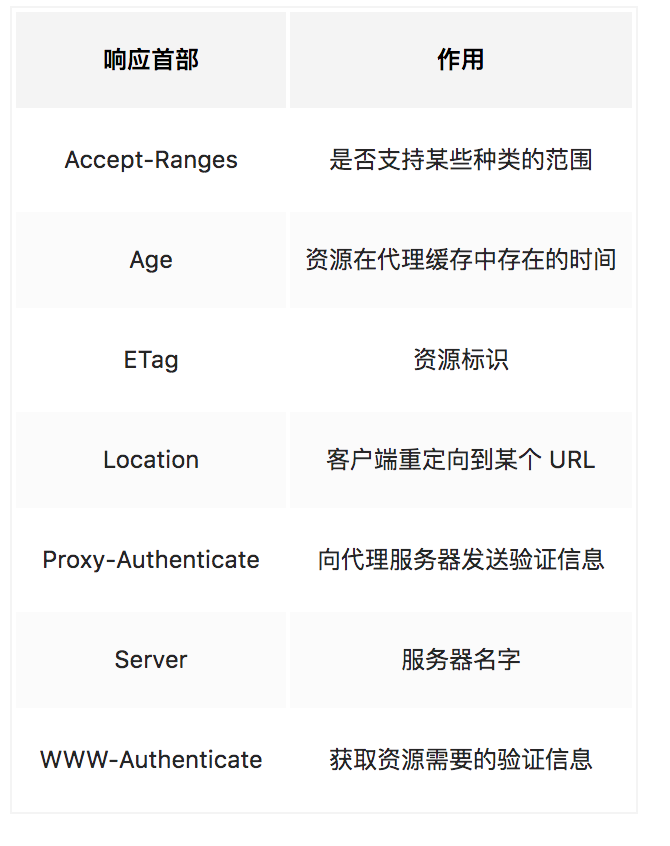 响应首部 作用
Accept-Ranges 是否支持某些种类的范围
Age 资源在代理缓存中存在的时间
ETag 资源标识
Location 客户端重定向到某个 URL
Proxy-Authenticate 向代理服务器发送验证信息
Server 服务器名字
WWW-Authenticate 获取资源需要的验证信息